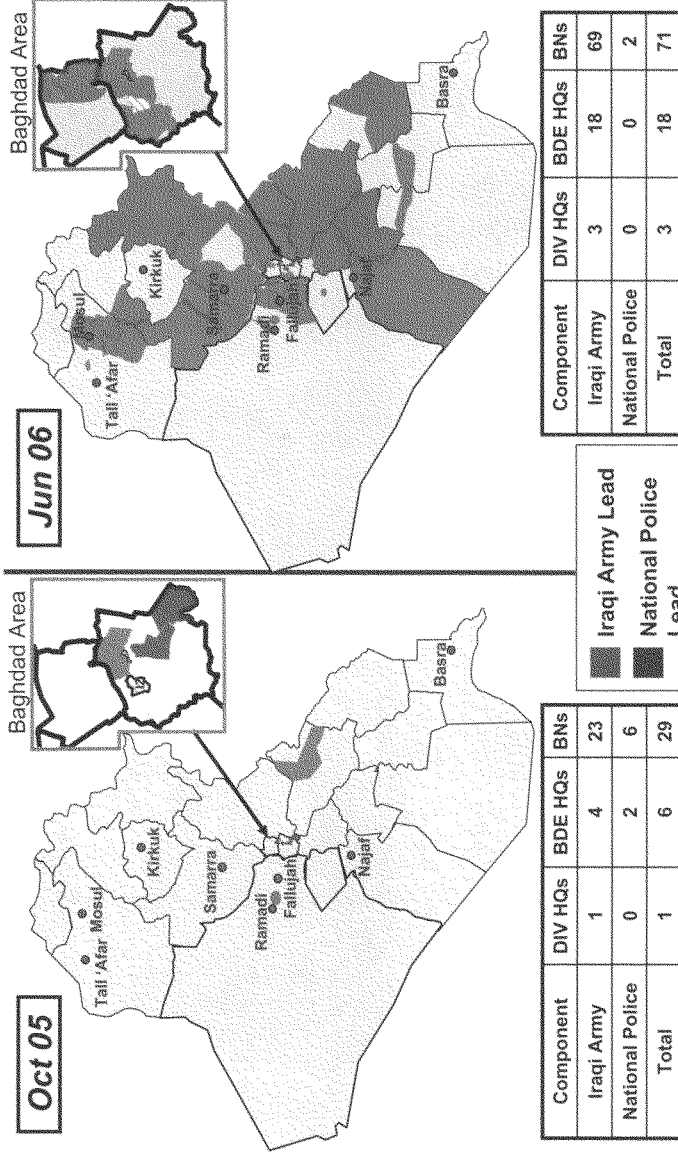 Oct 05
Baghdad Area
Tall 'Afar
Mosul
Kirkuk
Samarra
Ramadi
Fallujah
Najaf
Basra
Component DIV HQs BDE HQs BNs
Iraqi Army 1 4 23
National Police 0 2 6
Total 1 6 29
Iraqi Army Lead
National Police
Lead
Jun 06
Baghdad Area
Tall 'Afar
Mosul
Kirkuk
Samarra
Ramadi
Fallujah
Najaf
Basra
Component DIV HQs BDE HQs BNs
Iraqi Army 3 18 69
National Police 0 0 2
Total 3 18 71